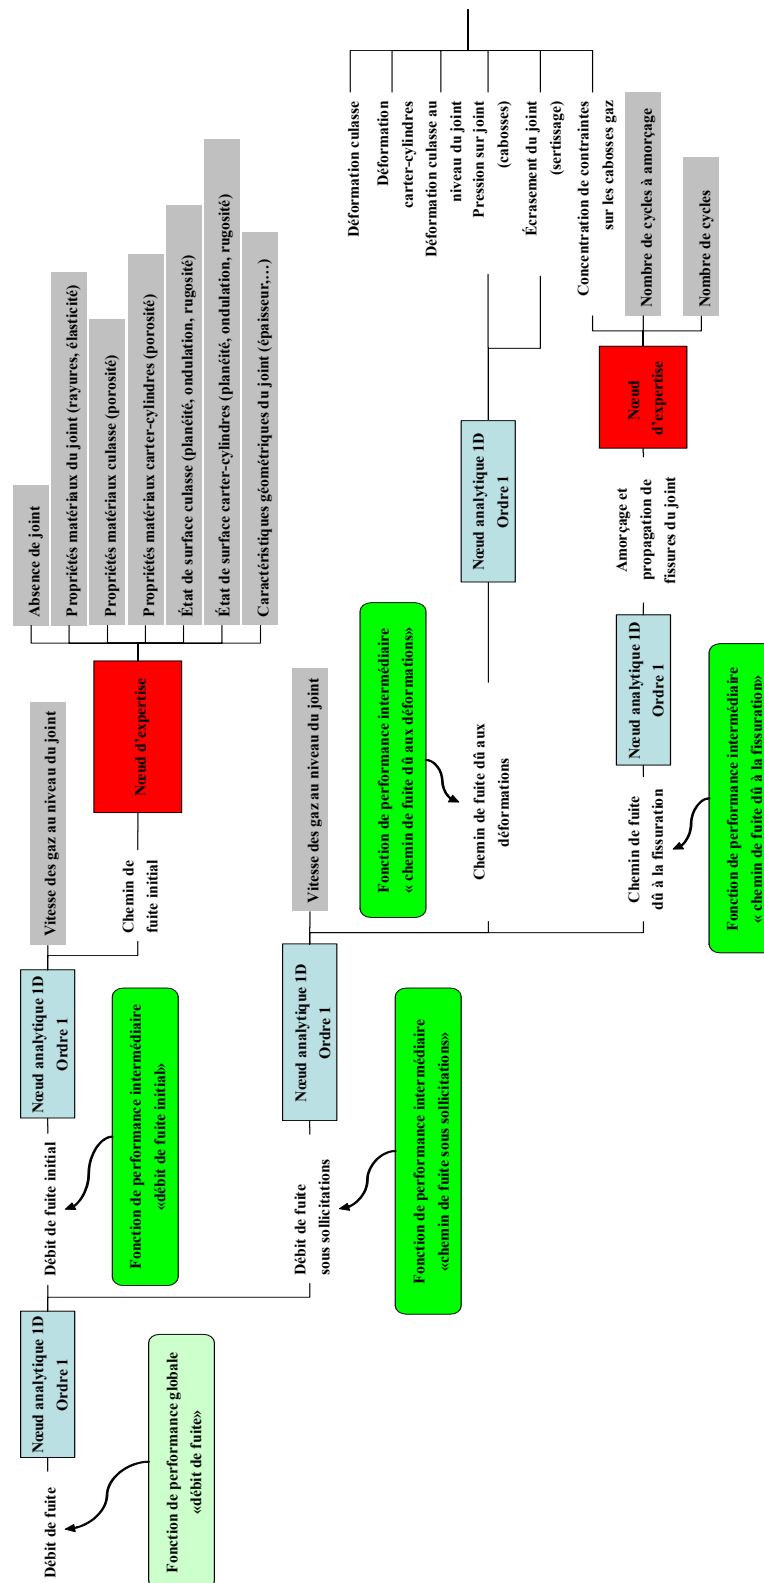 Débit de fuite
Fonction de performance globale
«débit de fuite»
Nœud analytique 1D
Ordre 1
Débit de fuite initial
Fonction de performance intermédiaire
«débit de fuite initial»
Nœud analytique 1D
Ordre 1
Vitesse des gaz au niveau du joint
Chemin de
fuite initial
Nœud d'expertise
Absence de joint
Propriétés matériaux du joint (rayures, élasticité)
Propriétés matériaux culasse (porosité)
Propriétés matériaux carter-cylindres (porosité)
État de surface culasse (planéité, ondulation, rugosité)
État de surface carter-cylindres (planéité, ondulation, rugosité)
Caractéristiques géométriques du joint (épaisseur,…)
Débit de fuite
sous sollicitations
Fonction de performance intermédiaire
«chemin de fuite sous sollicitations»
Nœud analytique 1D
Ordre 1
Vitesse des gaz au niveau du joint
Fonction de performance intermédiaire
« chemin de fuite dû aux déformations»
Chemin de fuite dû aux
déformations
Nœud analytique 1D
Ordre 1
Déformation culasse
Déformation
carter-cylindres
Déformation culasse au
niveau du joint
Pression sur joint
(cabosses)
Écrasement du joint
(sertissage)
Chemin de fuite
dû à la fissuration
Fonction de performance intermédiaire
« chemin de fuite dû à la fissuration»
Nœud analytique 1D
Ordre 1
Amorçage et
propagation de
fissures du joint
Nœud
d'expertise
Concentration de contraintes
sur les cabosses gaz
Nombre de cycles à amorçage
Nombre de cycles